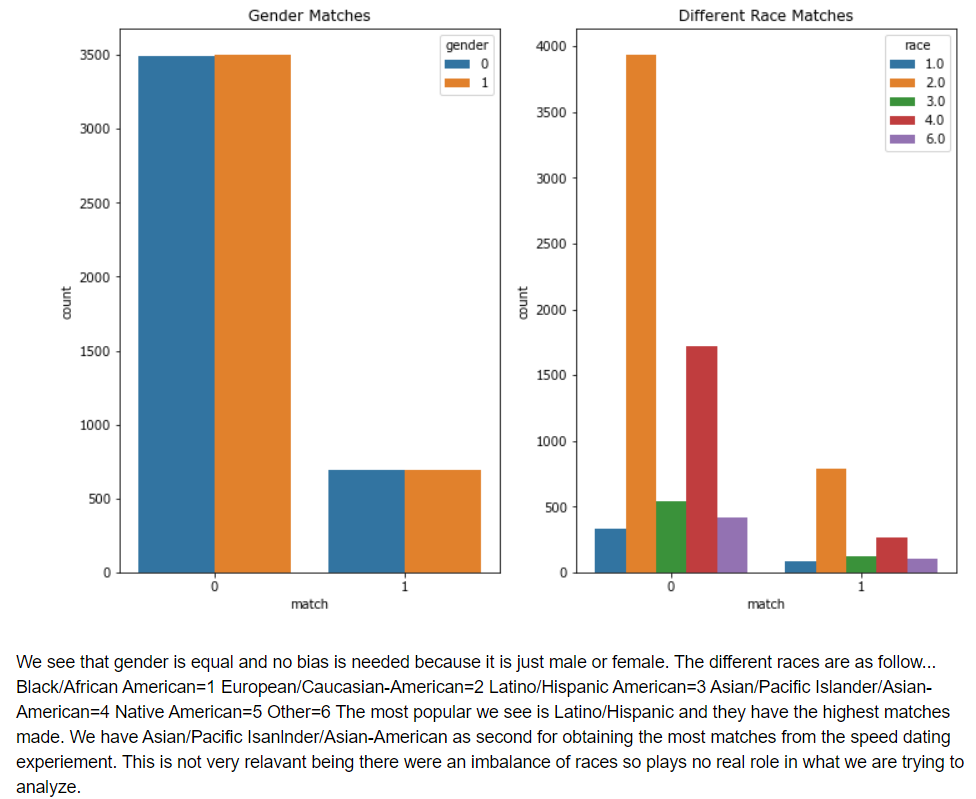 Gender Matches
gender
0
1
3500
3000
2500
2000
1500
1000
500
0
count
0
1
match
Different Race Matches
race
1.0
2.0
3.0
4.0
6.0
4000
3500
3000
2500
2000
1500
1000
500
0
count
0
1
match
We see that gender is equal and no bias is needed because it is just male or female. The different races are as follow...
Black/African American=1 European/Caucasian-American=2 Latino/Hispanic American=3 Asian/Pacific Islander/Asian-
American=4 Native American=5 Other=6 The most popular we see is Latino/Hispanic and they have the highest matches
made. We have Asian/Pacific IsanInder/Asian-American as second for obtaining the most matches from the speed dating
experiement. This is not very relavant being there were an imbalance of races so plays no real role in what we are trying to
analyze.